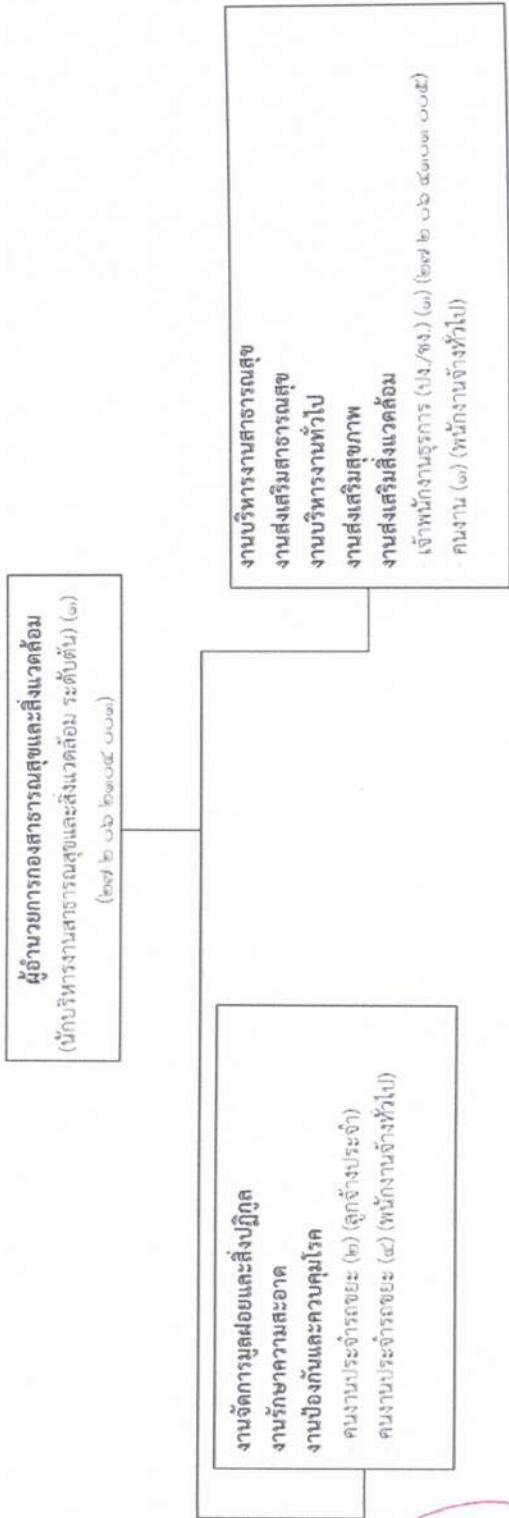 ผู้อำนวยการกองสาธารณสุขและสิ่งแวดล้อม
(นักบริหารงานสาธารณสุขและสิ่งแวดล้อม ระดับต้น) (๑)
(๒๗ ๒ ๐๖ ๒๑๐๔ ๐๐๑)
งานจัดการมูลฝอยและสิ่งปฏิกูล
งานรักษาความสะอาด
งานป้องกันและควบคุมโรค
- คนงานประจำรถขยะ (๒) (ลูกจ้างประจำ)
คนงานประจำรถขยะ (๔) (พนักงานจ้างทั่วไป)
งานบริหารงานสาธารณสุข
งานส่งเสริมสาธารณสุข
งานบริหารงานทั่วไป
งานส่งเสริมสุขภาพ
งานส่งเสริมสิ่งแวดล้อม
- เจ้าพนักงานธุรการ (ปง./ชง.) (๑) (๒๗ ๒ ๐๖ ๔๑๐๑ ๐๐๕)
- คนงาน (๑) (พนักงานจ้างทั่วไป)